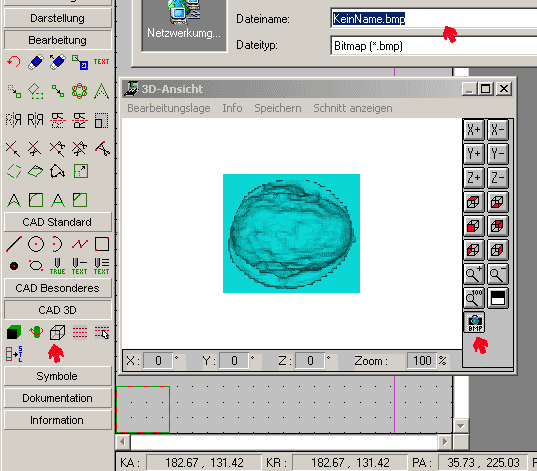 Darstellung
Bearbeitung
TEXT
CAD Standard
TRUE TEXT TEXT
CAD Besonderes
CAD 3D
STL
Symbole
Dokumentation
Information
Netzwerkumg...
Dateiname: KeinName.bmp
Dateityp: Bitmap (*.bmp)
3D-Ansicht
Bearbeitungslage Info Speichern Schnitt anzeigen
X+ X-
Y+ Y-
Z+ Z-
+ -
100
BMP
X : 0 ° Y : 0 ° Z : 0 ° Zoom : 100 %
KA : 182.67 , 131.42 KR : 182.67 , 131.42 PA : 35.73 , 225.03